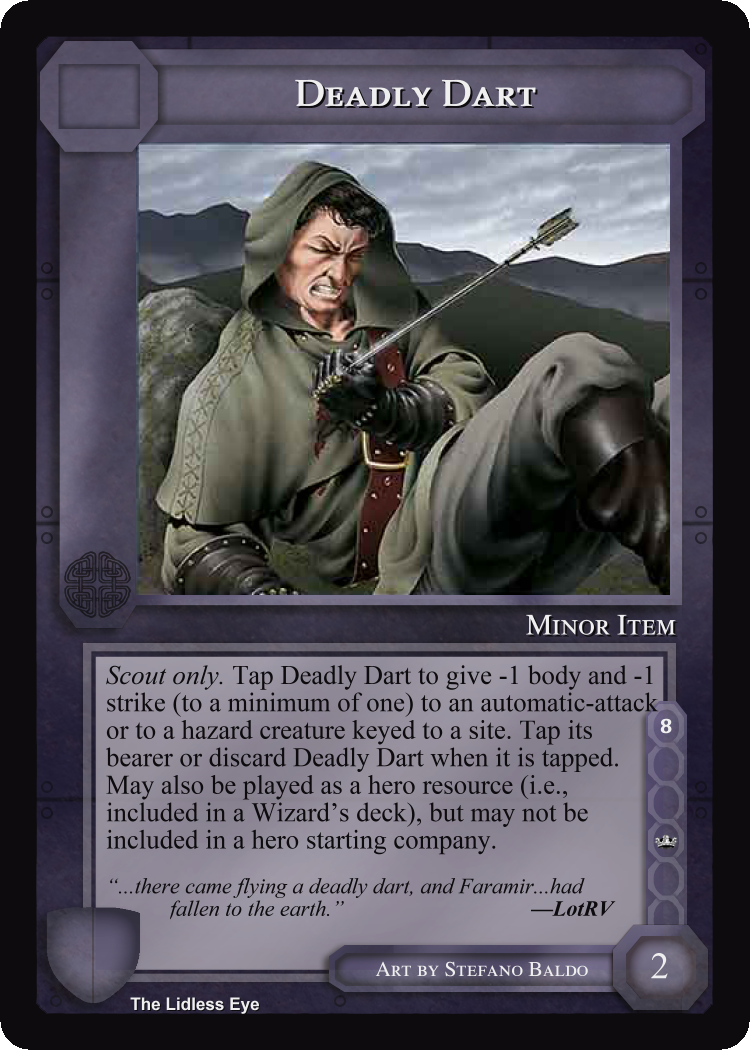 DEADLY DART
MINOR ITEM
Scout only. Tap Deadly Dart to give -1 body and -1
strike (to a minimum of one) to an automatic-attack
or to a hazard creature keyed to a site. Tap its
bearer or discard Deadly Dart when it is tapped.
May also be played as a hero resource (i.e.,
included in a Wizard’s deck), but may not be
included in a hero starting company.
8
“...there came flying a deadly dart, and Faramir...had
fallen to the earth.” —LotRV
ART BY STEFANO BALDO
2
The Lidless Eye